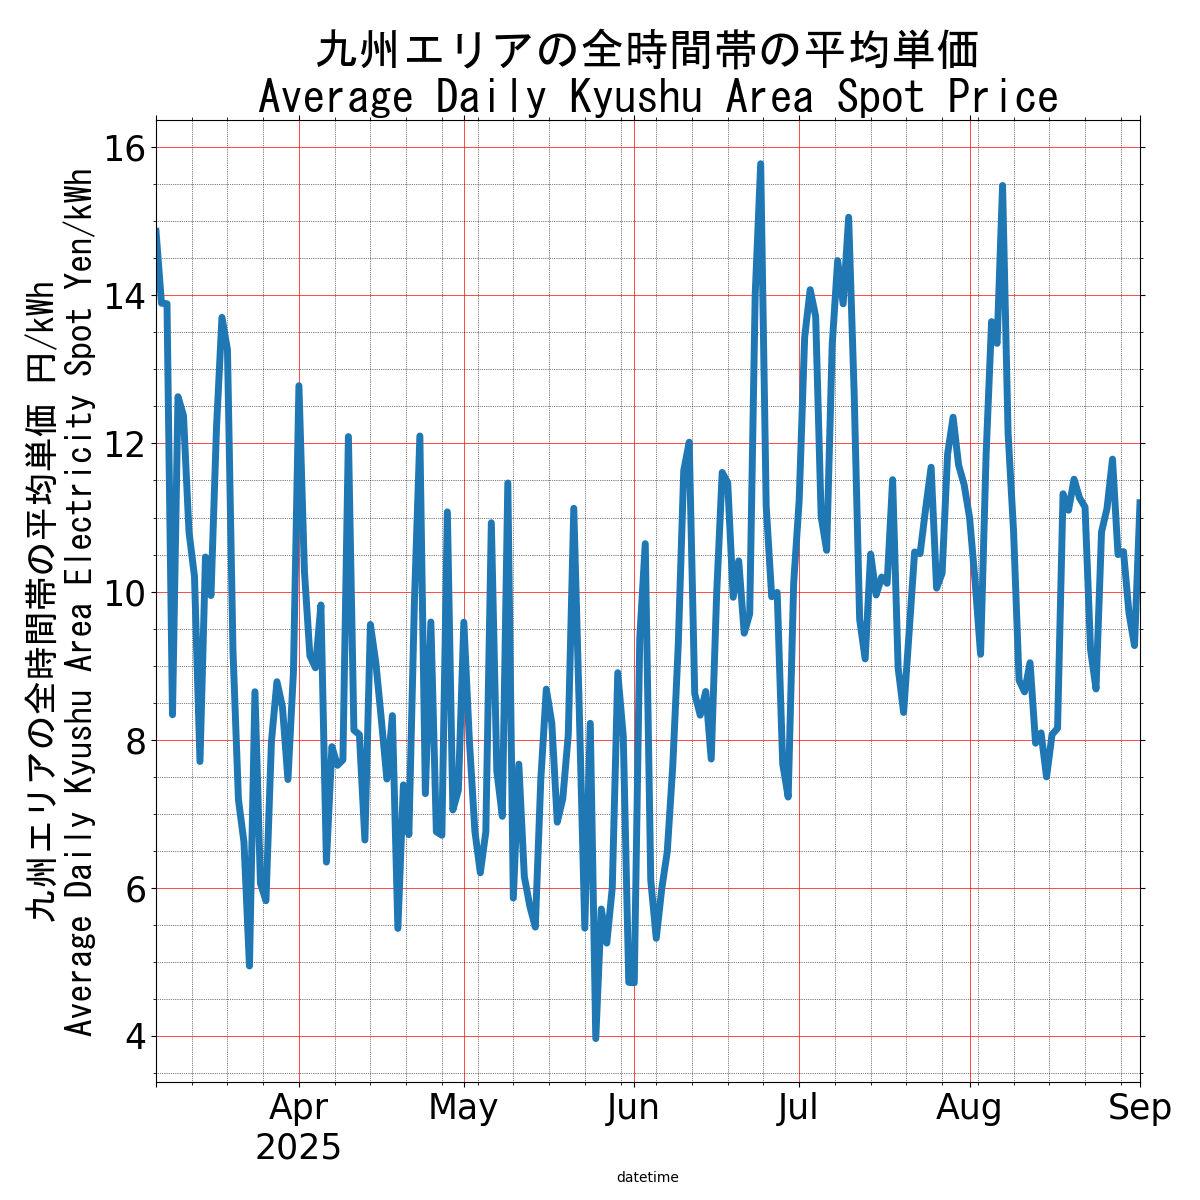 九州エリアの全時間帯の平均単価
Average Daily Kyushu Area Spot Price
九州エリアの全時間帯の平均単価 円/kWh
Average Daily Kyushu Area Electricity Spot Yen/kWh
16
14
12
10
8
6
4
Apr
2025
May
Jun
Jul
Aug
Sep
datetime